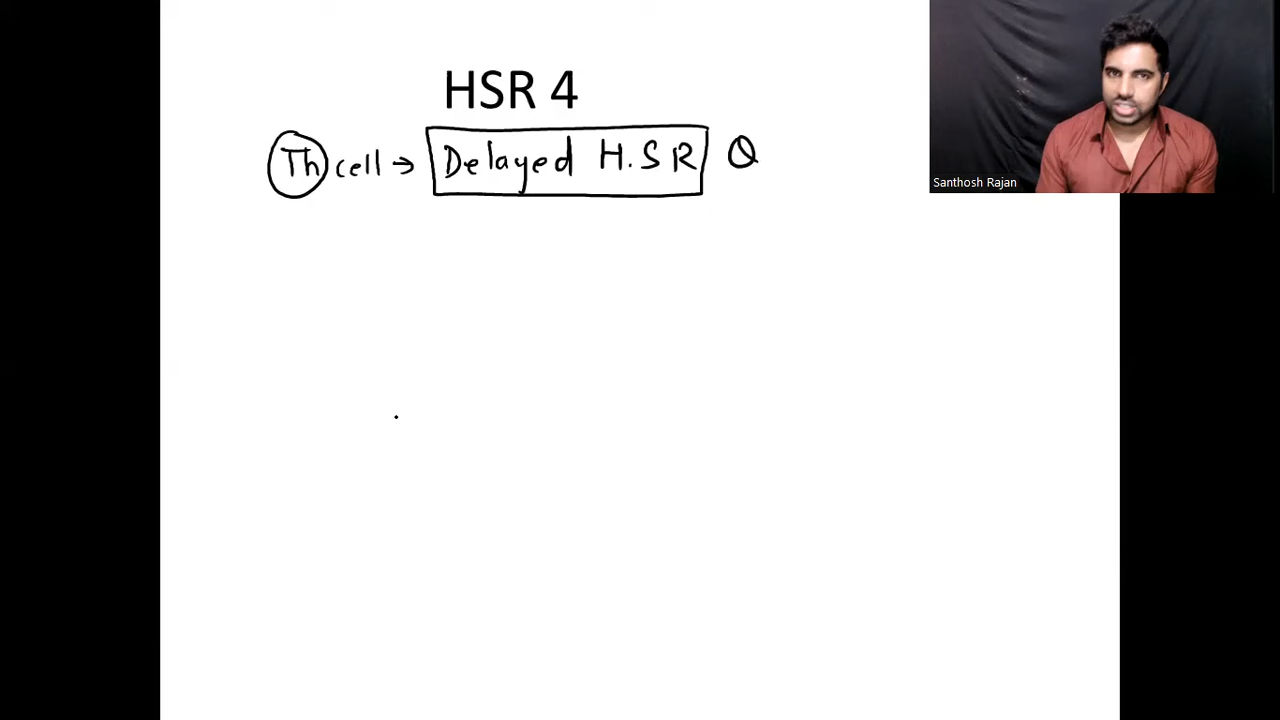 HSR 4
Th cell → Delayed H.S R Q
Santhosh Rajan